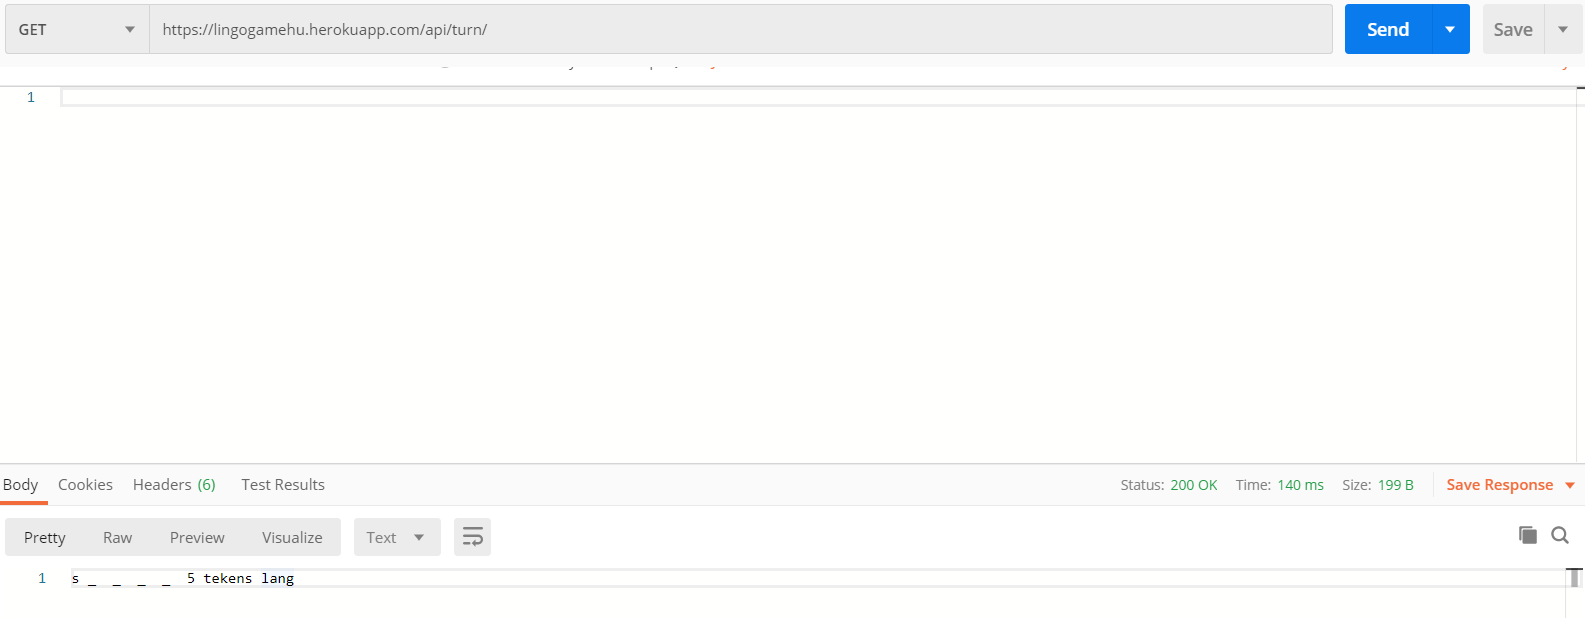 GET https://lingogamehu.herokuapp.com/api/turn/ Send Save
1
Body Cookies Headers (6) Test Results Status: 200 OK Time: 140 ms Size: 199 B Save Response
Pretty Raw Preview Visualize Text
1 s _ _ _ _ 5 tekens lang